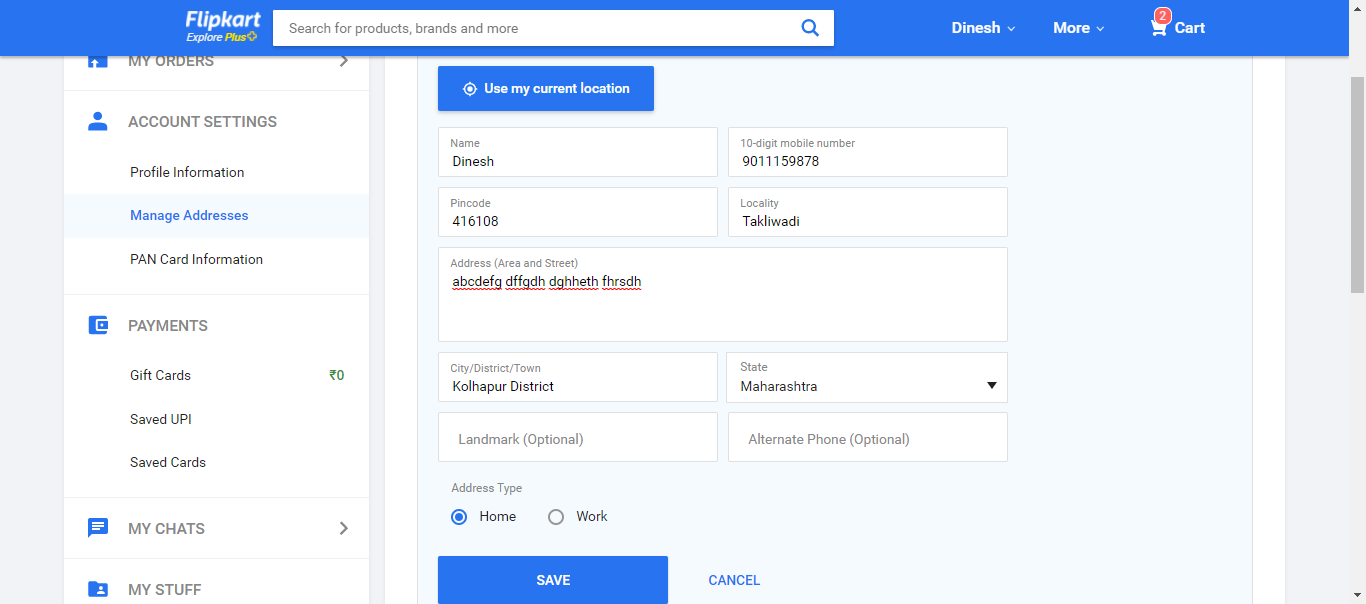 Flipkart
Explore Plus
Search for products, brands and more
Dinesh
More
2
Cart
MY ORDERS
ACCOUNT SETTINGS
Profile Information
Manage Addresses
PAN Card Information
PAYMENTS
Gift Cards ₹0
Saved UPI
Saved Cards
MY CHATS
MY STUFF
Use my current location
Name
Dinesh
10-digit mobile number
9011159878
Pincode
416108
Locality
Takliwadi
Address (Area and Street)
abcdefg dffgdh dghheth fhrsdh
City/District/Town
Kolhapur District
State
Maharashtra
Landmark (Optional)
Alternate Phone (Optional)
Address Type
Home
Work
SAVE
CANCEL